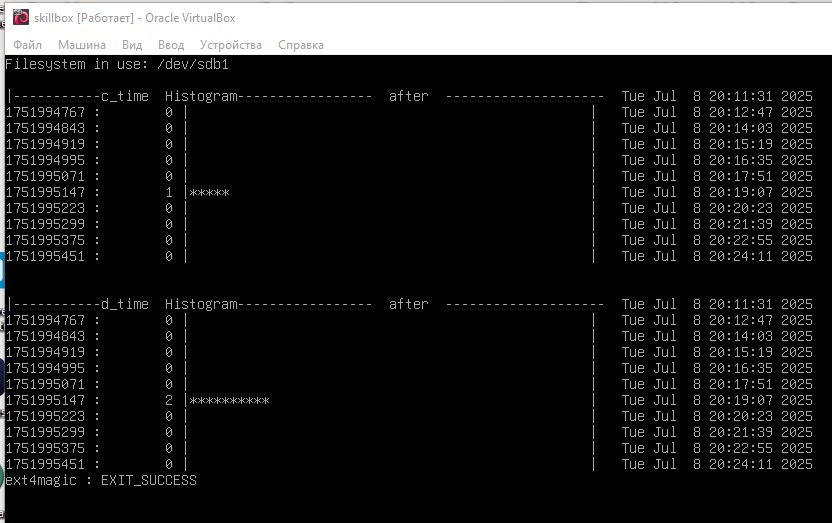 skillbox [Работает] - Oracle VirtualBox
Файл Машина Вид Ввод Устройства Справка
Filesystem in use: /dev/sdb1
|-----------c_time Histogram----------------- after -------------------- Tue Jul 8 20:11:31 2025
1751994767 : 0 | | Tue Jul 8 20:12:47 2025
1751994843 : 0 | | Tue Jul 8 20:14:03 2025
1751994919 : 0 | | Tue Jul 8 20:15:19 2025
1751994995 : 0 | | Tue Jul 8 20:16:35 2025
1751995071 : 0 | | Tue Jul 8 20:17:51 2025
1751995147 : 1 |***** | Tue Jul 8 20:19:07 2025
1751995223 : 0 | | Tue Jul 8 20:20:23 2025
1751995299 : 0 | | Tue Jul 8 20:21:39 2025
1751995375 : 0 | | Tue Jul 8 20:22:55 2025
1751995451 : 0 | | Tue Jul 8 20:24:11 2025
|-----------d_time Histogram----------------- after -------------------- Tue Jul 8 20:11:31 2025
1751994767 : 0 | | Tue Jul 8 20:12:47 2025
1751994843 : 0 | | Tue Jul 8 20:14:03 2025
1751994919 : 0 | | Tue Jul 8 20:15:19 2025
1751994995 : 0 | | Tue Jul 8 20:16:35 2025
1751995071 : 0 | | Tue Jul 8 20:17:51 2025
1751995147 : 2 |********** | Tue Jul 8 20:19:07 2025
1751995223 : 0 | | Tue Jul 8 20:20:23 2025
1751995299 : 0 | | Tue Jul 8 20:21:39 2025
1751995375 : 0 | | Tue Jul 8 20:22:55 2025
1751995451 : 0 | | Tue Jul 8 20:24:11 2025
ext4magic : EXIT_SUCCESS